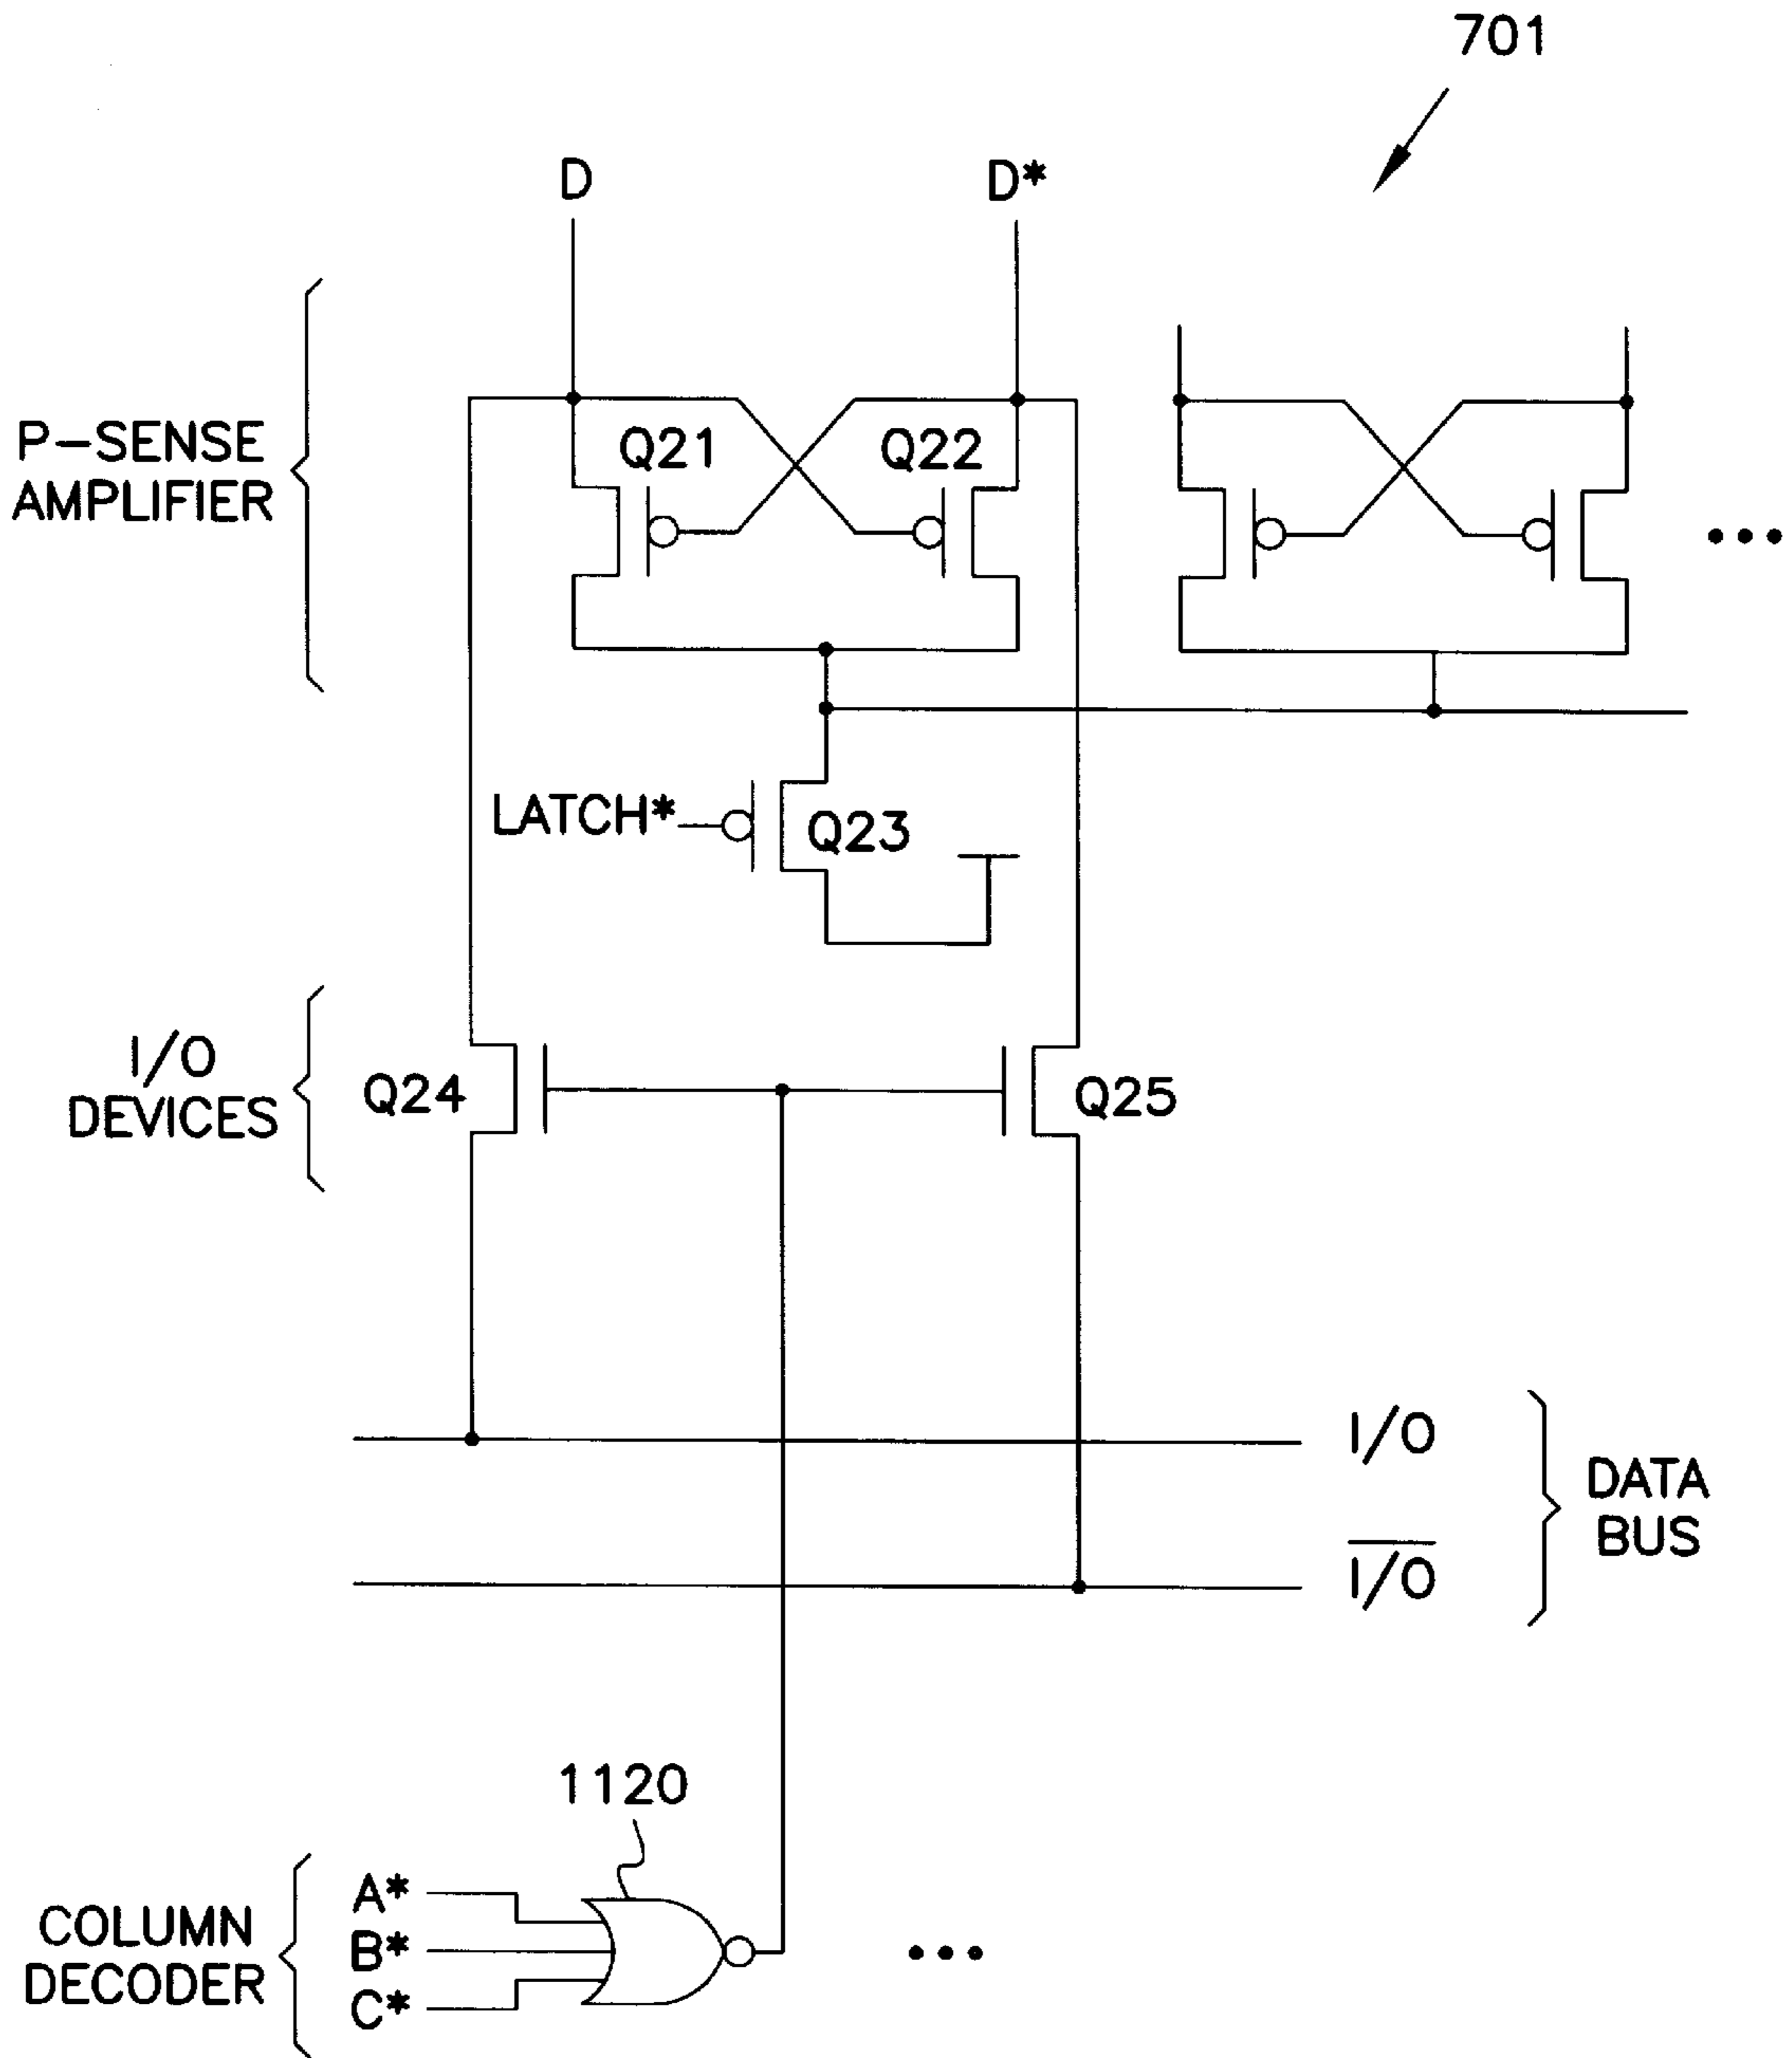 701
D
D*
P-SENSE
AMPLIFIER
Q21
Q22
LATCH*
Q23
I/O
DEVICES
Q24
Q25
I/O
I/O
DATA
BUS
1120
COLUMN
DECODER
A*
B*
C*